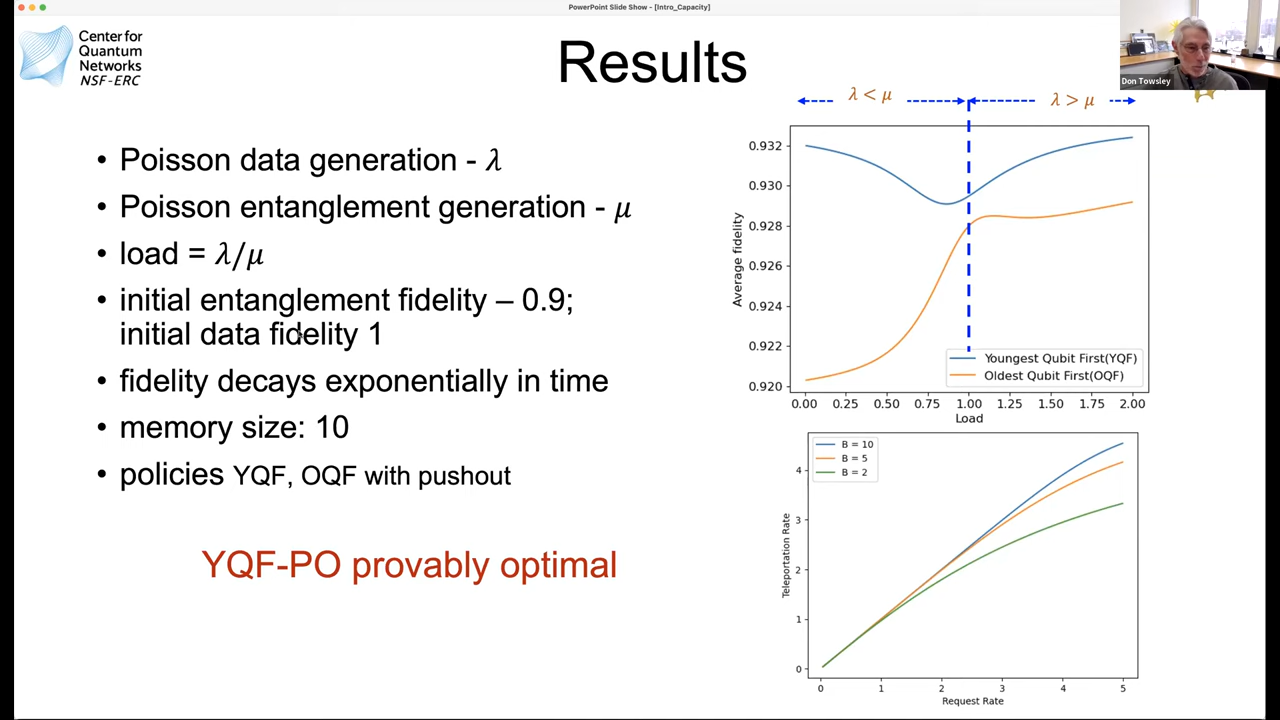 PowerPoint Slide Show - [Intro_Capacity]
Center for
Quantum
Networks
NSF-ERC
Results
Don Towsley
• Poisson data generation - λ
• Poisson entanglement generation - μ
• load = λ/μ
• initial entanglement fidelity – 0.9;
initial data fidelity 1
• fidelity decays exponentially in time
• memory size: 10
• policies YQF, OQF with pushout
YQF-PO provably optimal
λ < μ
λ > μ
0.932
0.930
0.928
0.926
0.924
0.922
0.920
Average fidelity
Youngest Qubit First(YQF)
Oldest Qubit First(OQF)
0.00 0.25 0.50 0.75 1.00 1.25 1.50 1.75 2.00
Load
B = 10
B = 5
B = 2
4
3
2
1
0
Teleportation Rate
0 1 2 3 4 5
Request Rate